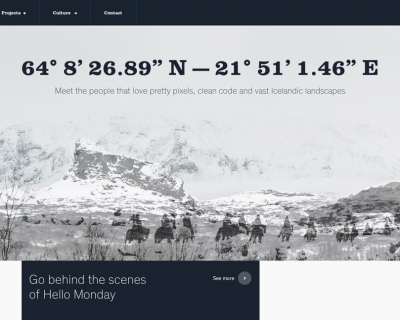 Projects Culture Contact
64° 8’ 26.89” N — 21° 51’ 1.46” E
Meet the people that love pretty pixels, clean code and vast Icelandic landscapes
Go behind the scenes
of Hello Monday
See more